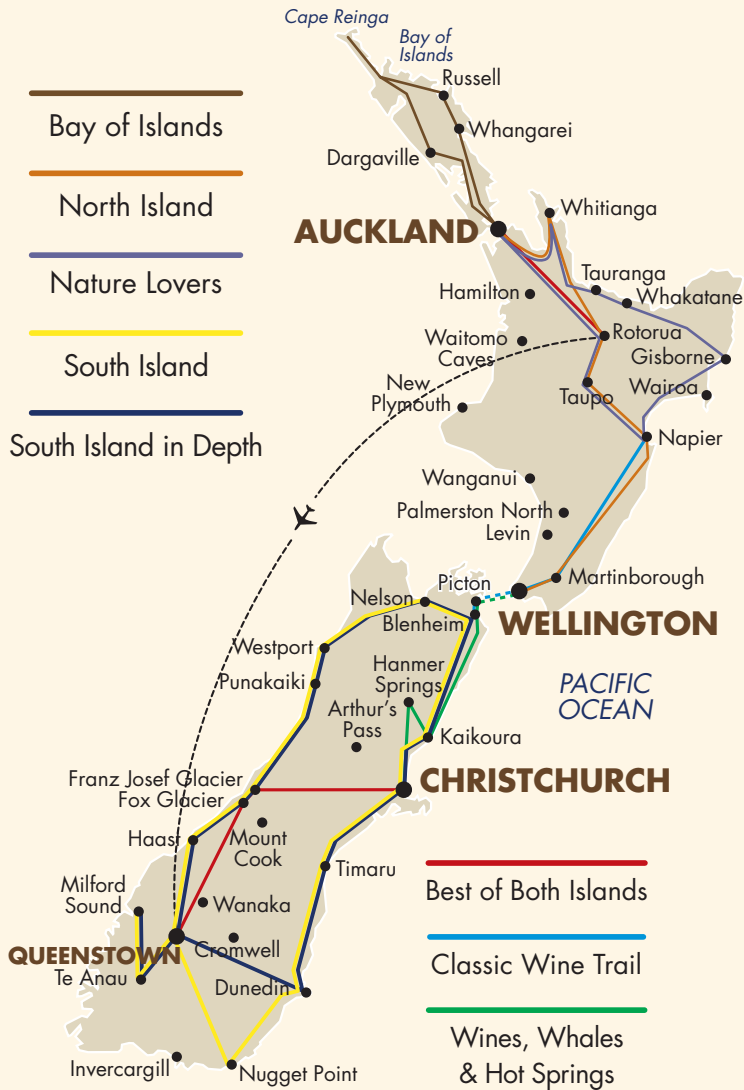 Cape Reinga
Bay of
Islands
Russell
Whangarei
Dargaville
Bay of Islands
North Island
Nature Lovers
South Island
South Island in Depth
AUCKLAND
Whitianga
Tauranga
Hamilton
Whakatane
Waitomo
Caves
Rotorua
Gisborne
New
Plymouth
Taupo
Wairoa
Napier
Wanganui
Palmerston North
Levin
Martinborough
Picton
Nelson
Blenheim
WELLINGTON
Westport
Hanmer
Springs
Punakaiki
PACIFIC
OCEAN
Arthur's
Pass
Kaikoura
Franz Josef Glacier
Fox Glacier
CHRISTCHURCH
Haast
Mount
Cook
Timaru
Milford
Sound
Wanaka
QUEENSTOWN
Cromwell
Te Anau
Dunedin
Invercargill
Nugget Point
Best of Both Islands
Classic Wine Trail
Wines, Whales
& Hot Springs